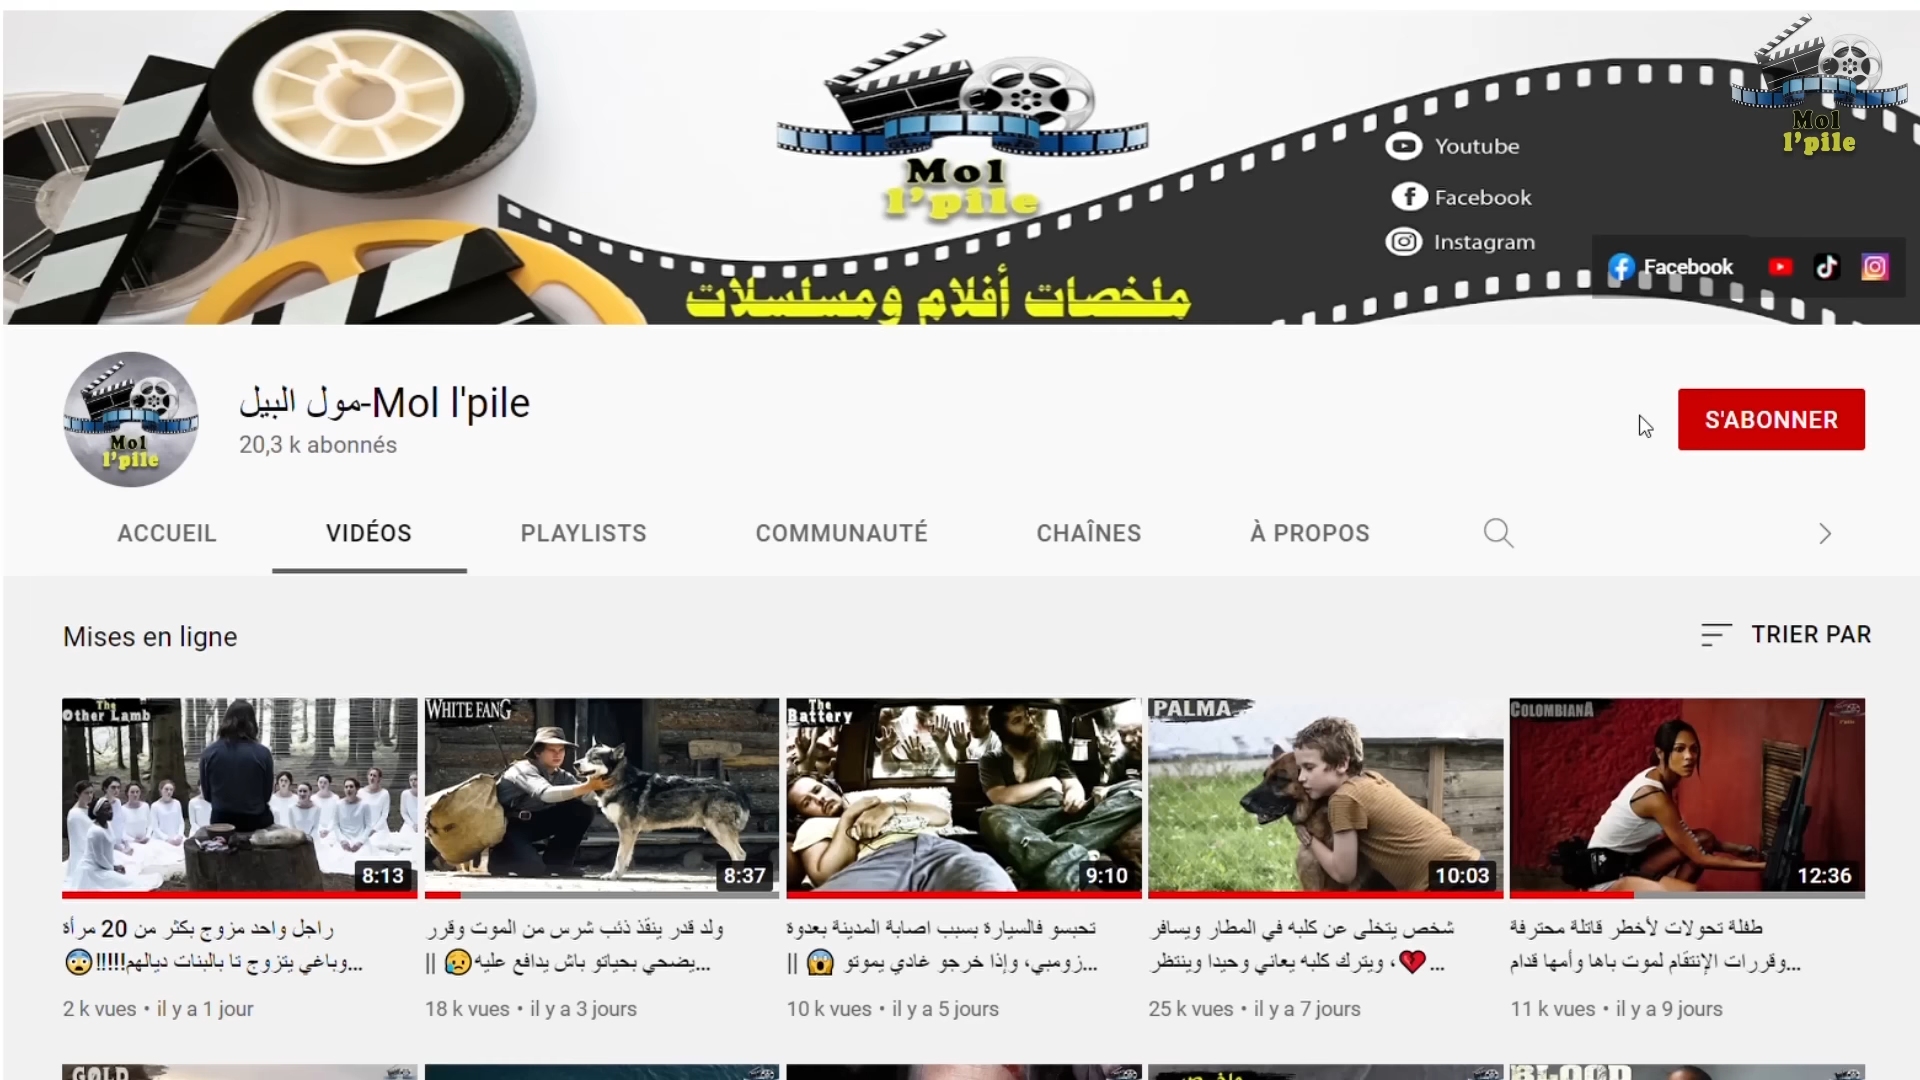 Mol
l'pile
Mol
l'pile
Youtube
Facebook
Instagram
Facebook
ملخصات أفلام ومسلسلات
Mol
l'pile
مول البيل-Mol l'pile
20,3 k abonnés
S'ABONNER
ACCUEIL
VIDÉOS
PLAYLISTS
COMMUNAUTÉ
CHAÎNES
À PROPOS
Mises en ligne
TRIER PAR
The
Other Lamb
8:13
WHITE FANG
8:37
The
Battery
9:10
PALMA
10:03
COLOMBIANA
12:36
راجل واحد مزوج بكثر من 20 مرأة
وباغي يتزوج تا بالبنات ديالهم!!!!!😨...
2 k vues • il y a 1 jour
ولد قدر ينقذ ذئب شرس من الموت وقرر
يضحي بحياتو باش يدافع عليه😥 ||...
18 k vues • il y a 3 jours
تحبسو فالسيارة بسبب اصابة المدينة بعدوة
زومبي، وإذا خرجو غادي يموتو 😱 ||...
10 k vues • il y a 5 jours
شخص يتخلى عن كلبه في المطار ويسافر
، ويترك كلبه يعاني وحيدا وينتظر💔...
25 k vues • il y a 7 jours
طفلة تحولات لأخطر قاتلة محترفة
وقررات الإنتقام لموت باها وأمها قدام...
11 k vues • il y a 9 jours
GOLD
ملخص
BLOOD